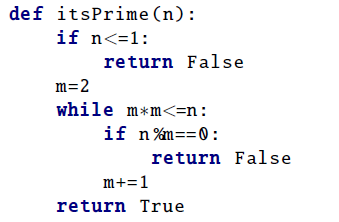 def itsPrime(n):
    if n<=1:
        return False
    m=2
    while m*m<=n:
        if n%m==0:
            return False
        m+=1
    return True